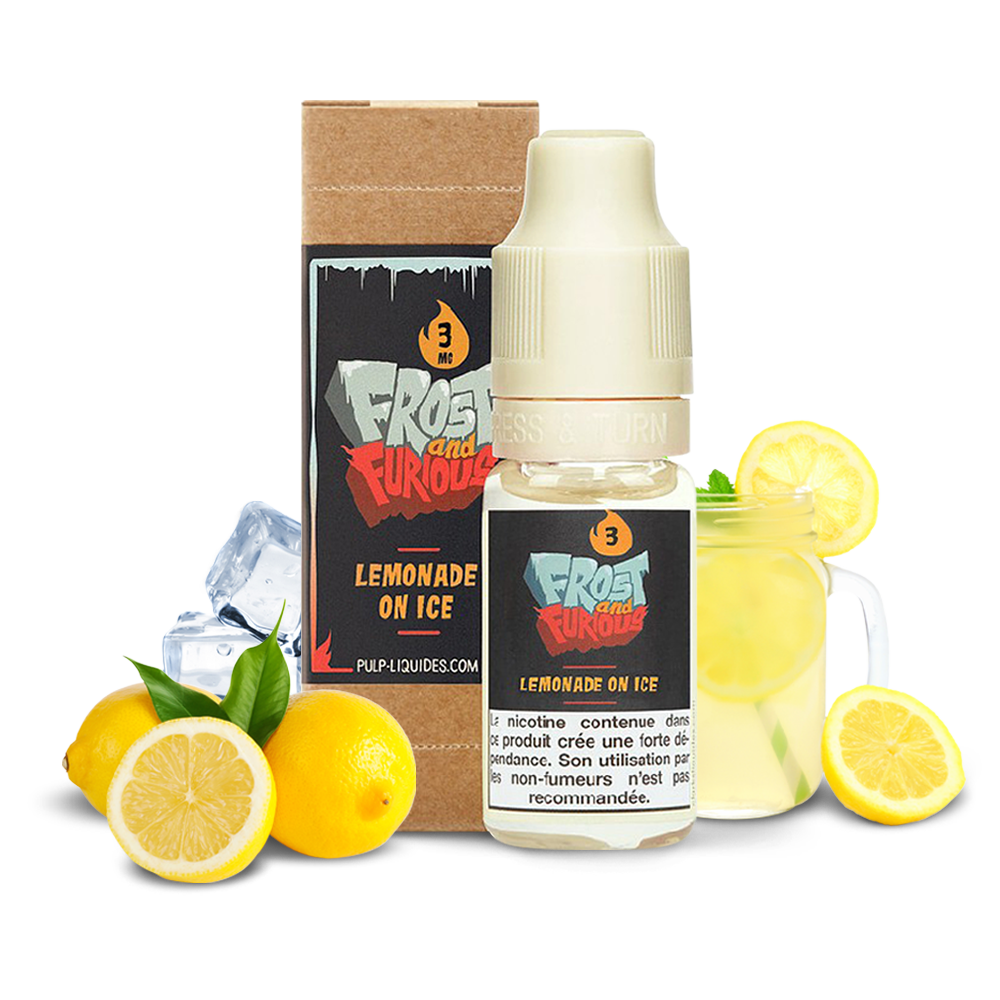 3
MG
FROST
and
FURIOUS
LEMONADE
ON ICE
PULP-LIQUIDES.COM
RESS & TURN
3
FROST
and
FURIOUS
LEMONADE ON ICE
La nicotine contenue dans
ce produit crée une forte dé-
pendance. Son utilisation par
les non-fumeurs n'est pas
recommandée.